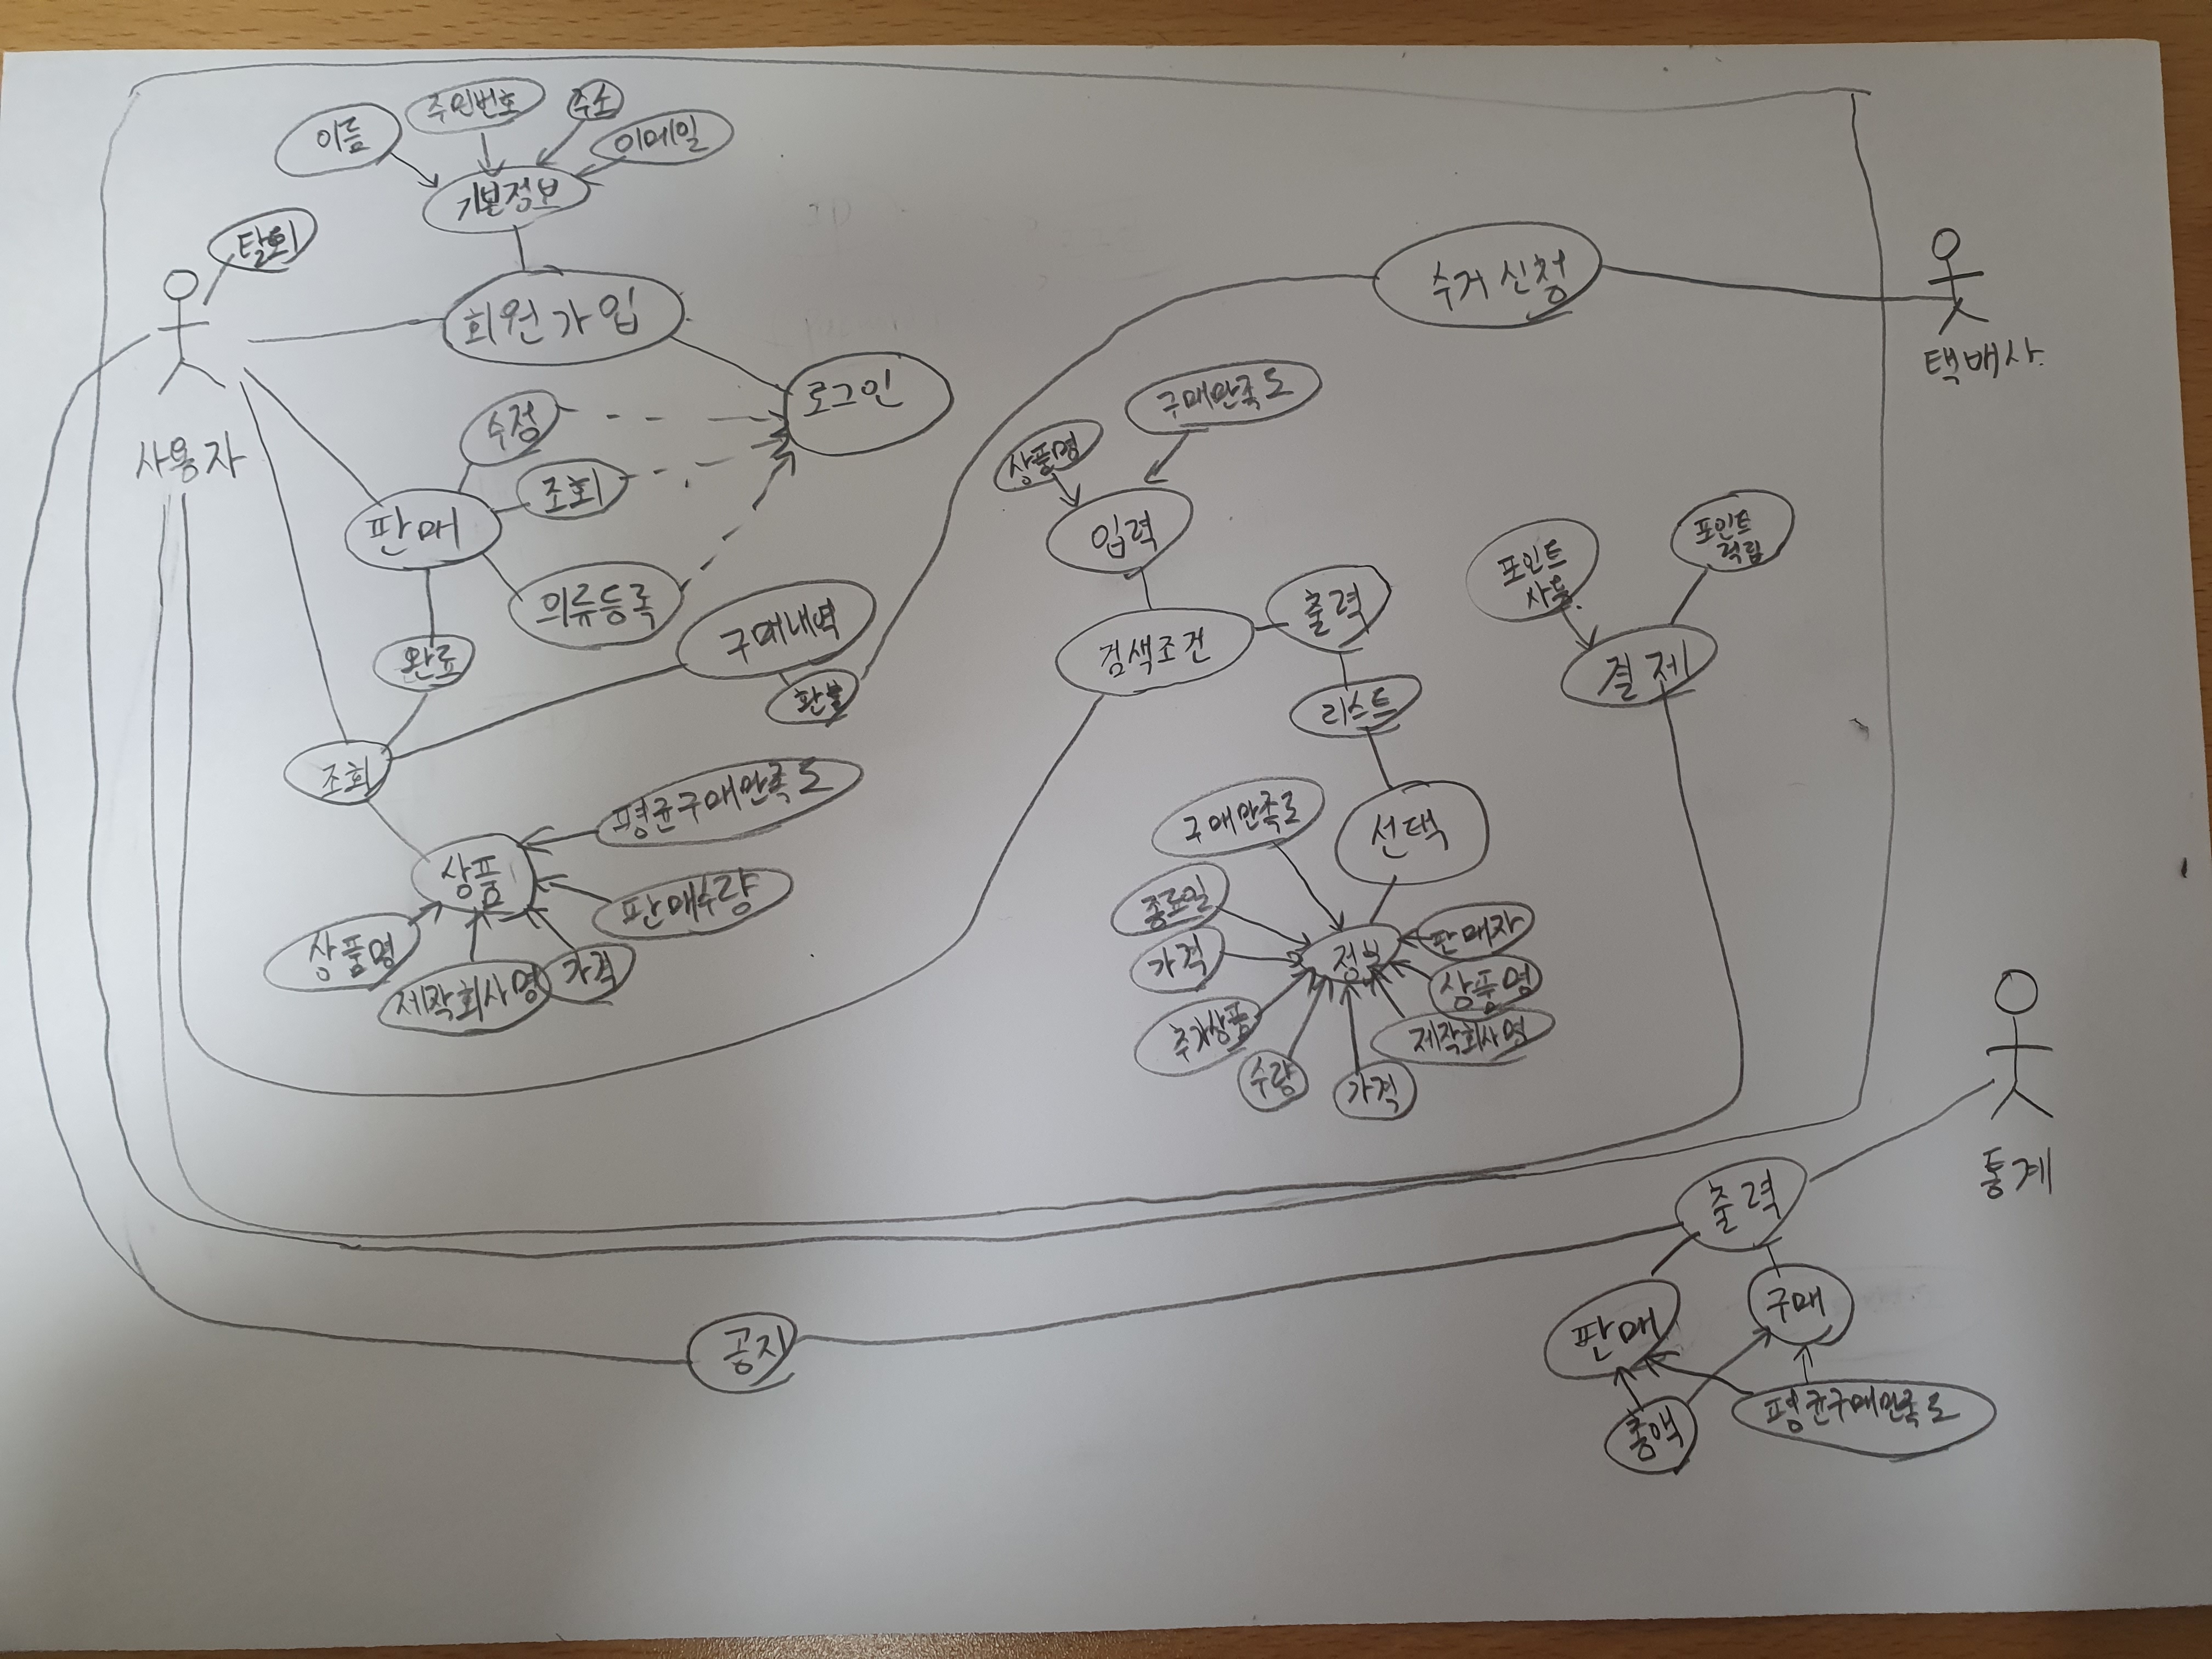 이름
주민번호
주소
이메일
기본정보
탈퇴
회원가입
수거신청
로그인
택배사
사용자
수정
조회
구매만족도
상품명
판매
입력
의류등록
완료
구매내역
환불
검색조건
출력
리스트
포인트
사용
포인트
적립
결제
조회
평균구매만족도
상품
판매수량
상품명
제작회사명
가격
구매만족도
선택
종료일
가격
정보
판매자
상품명
추가상품
제작회사명
수량
가격
통계
출력
공지
판매
구매
총액
평균구매만족도